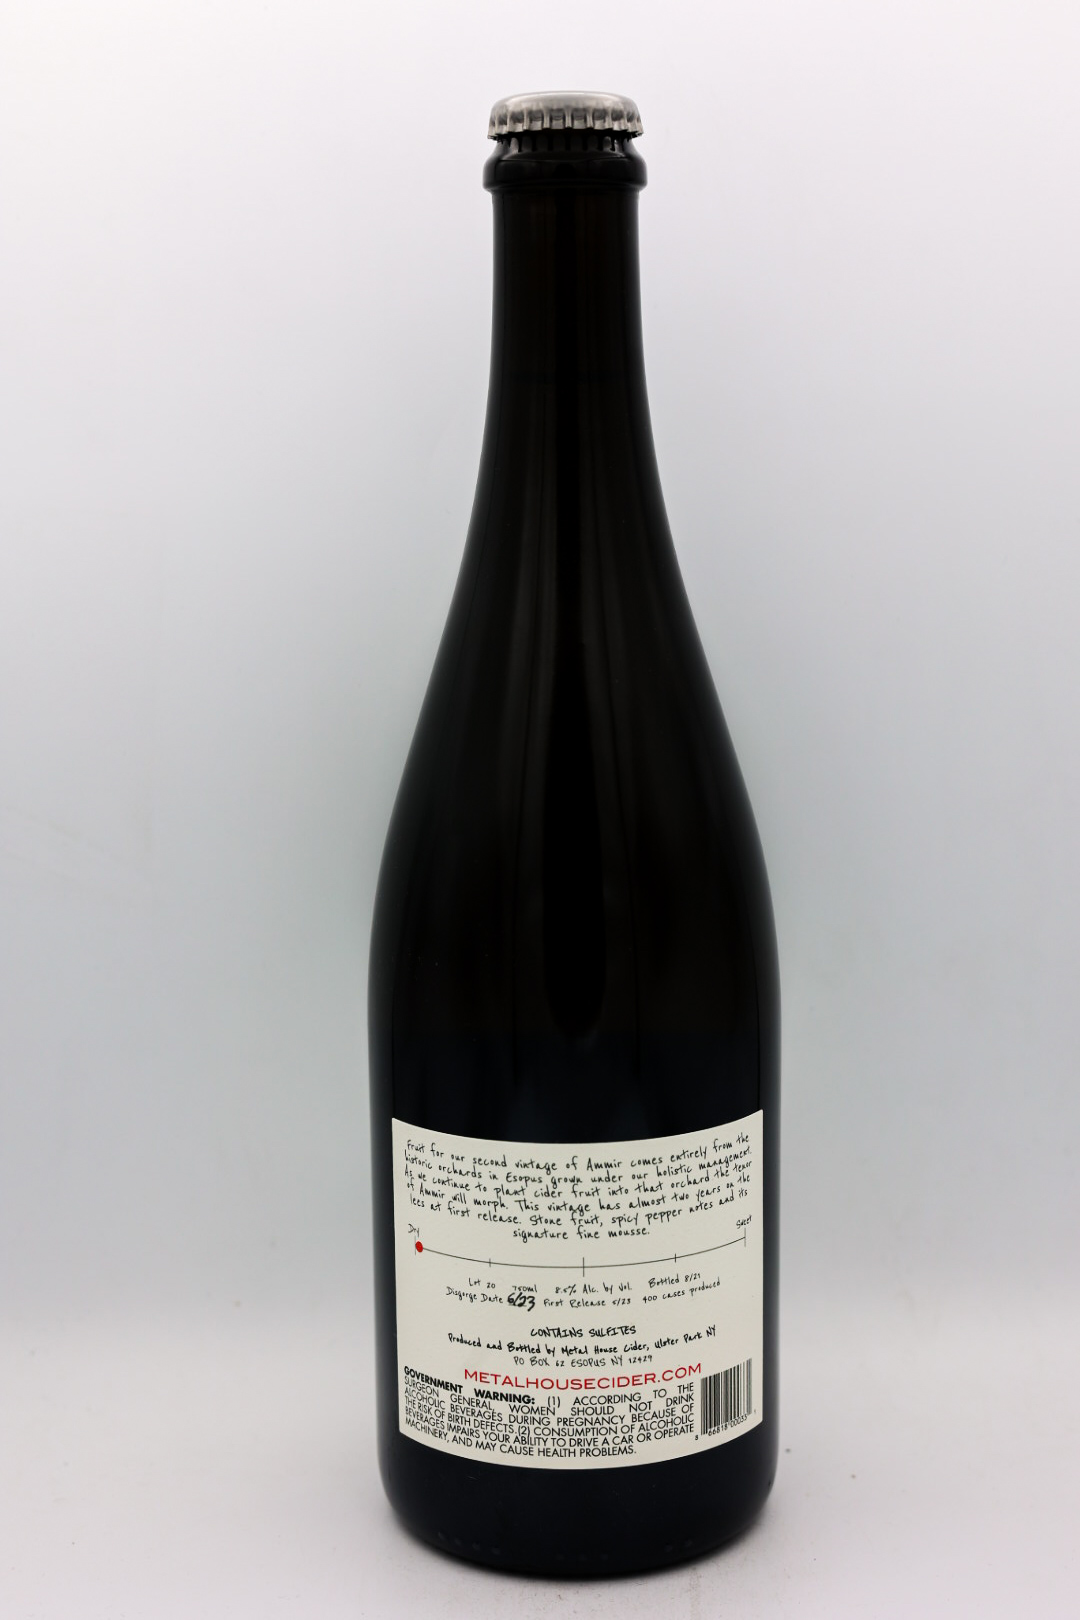 Fruit for our second vintage of Ammir comes entirely from the
historic orchards in Esopus grown under our holistic management.
As we continue to plant cider fruit into that orchard the tenor
of Ammir will morph. This vintage has almost two years on the
lees at first release. Stone fruit, spicy pepper notes and its
signature fine mousse.
Dry Sweet
Lot 20 750ml 8.5% Alc. by Vol. Bottled 8/21
Disgorge Date 6/23 First Release 5/23 400 cases produced
CONTAINS SULFITES
Produced and Bottled by Metal House Cider, Ulster Park NY
PO BOX 62 ESOPUS NY 12429
METALHOUSECIDER.COM
GOVERNMENT WARNING: (1) ACCORDING TO THE
SURGEON GENERAL, WOMEN SHOULD NOT DRINK
ALCOHOLIC BEVERAGES DURING PREGNANCY BECAUSE OF
THE RISK OF BIRTH DEFECTS.(2) CONSUMPTION OF ALCOHOLIC
BEVERAGES IMPAIRS YOUR ABILITY TO DRIVE A CAR OR OPERATE
MACHINERY, AND MAY CAUSE HEALTH PROBLEMS.